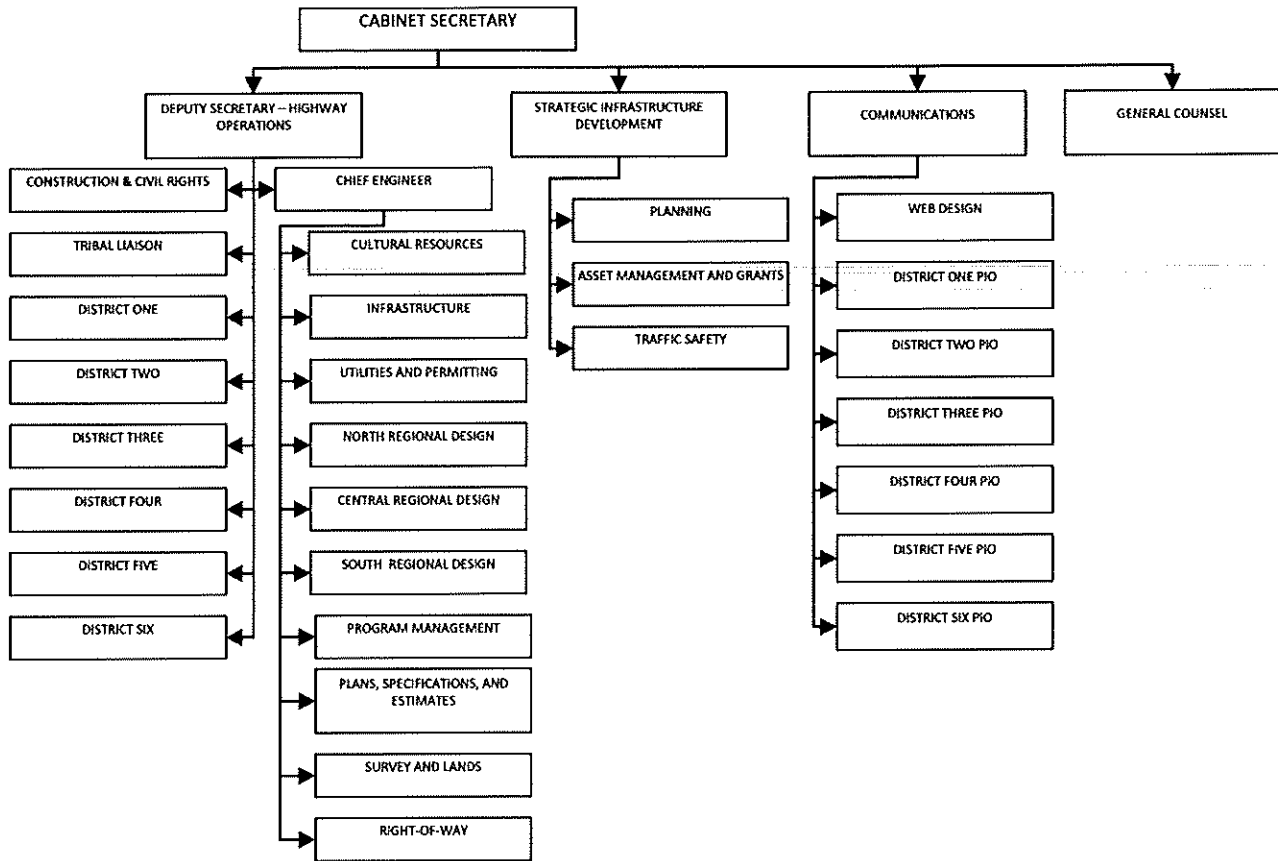 CABINET SECRETARY
DEPUTY SECRETARY – HIGHWAY
OPERATIONS
STRATEGIC INFRASTRUCTURE
DEVELOPMENT
COMMUNICATIONS
GENERAL COUNSEL
CONSTRUCTION & CIVIL RIGHTS
TRIBAL LIAISON
DISTRICT ONE
DISTRICT TWO
DISTRICT THREE
DISTRICT FOUR
DISTRICT FIVE
DISTRICT SIX
CHIEF ENGINEER
CULTURAL RESOURCES
INFRASTRUCTURE
UTILITIES AND PERMITTING
NORTH REGIONAL DESIGN
CENTRAL REGIONAL DESIGN
SOUTH REGIONAL DESIGN
PROGRAM MANAGEMENT
PLANS, SPECIFICATIONS, AND
ESTIMATES
SURVEY AND LANDS
RIGHT-OF-WAY
PLANNING
ASSET MANAGEMENT AND GRANTS
TRAFFIC SAFETY
WEB DESIGN
DISTRICT ONE PIO
DISTRICT TWO PIO
DISTRICT THREE PIO
DISTRICT FOUR PIO
DISTRICT FIVE PIO
DISTRICT SIX PIO